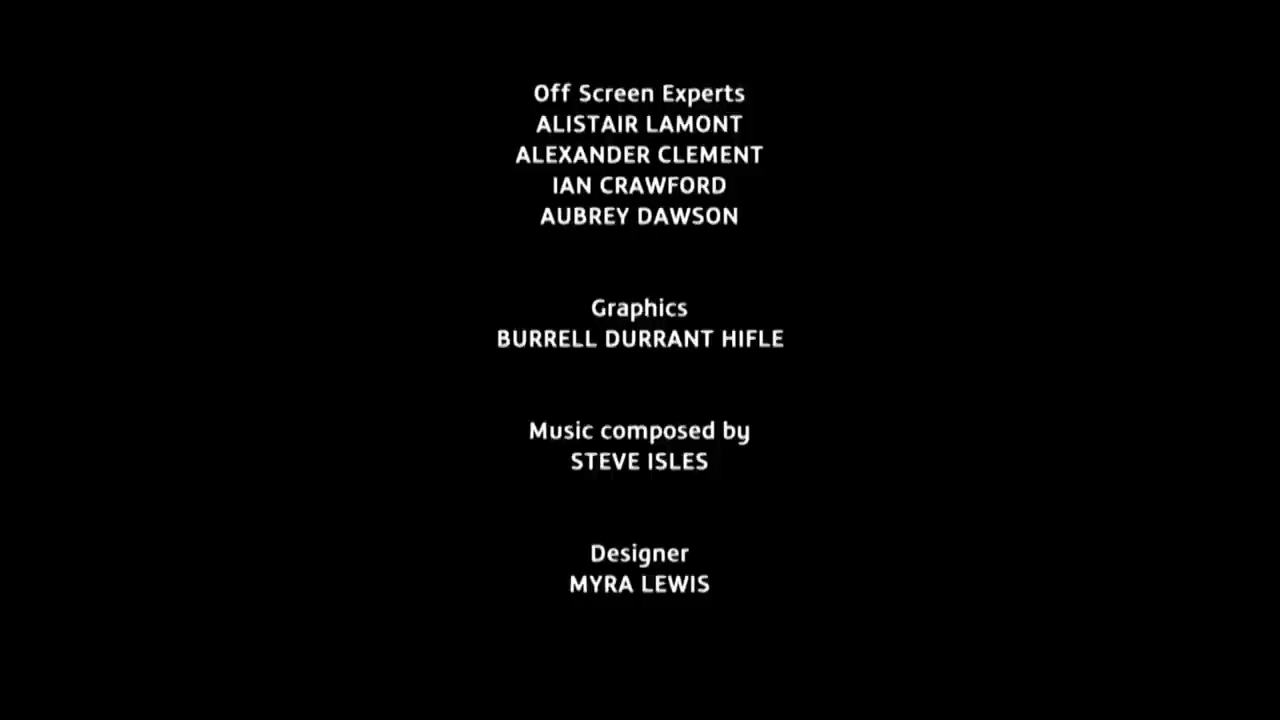 Off Screen Experts
ALISTAIR LAMONT
ALEXANDER CLEMENT
IAN CRAWFORD
AUBREY DAWSON
Graphics
BURRELL DURRANT HIFLE
Music composed by
STEVE ISLES
Designer
MYRA LEWIS